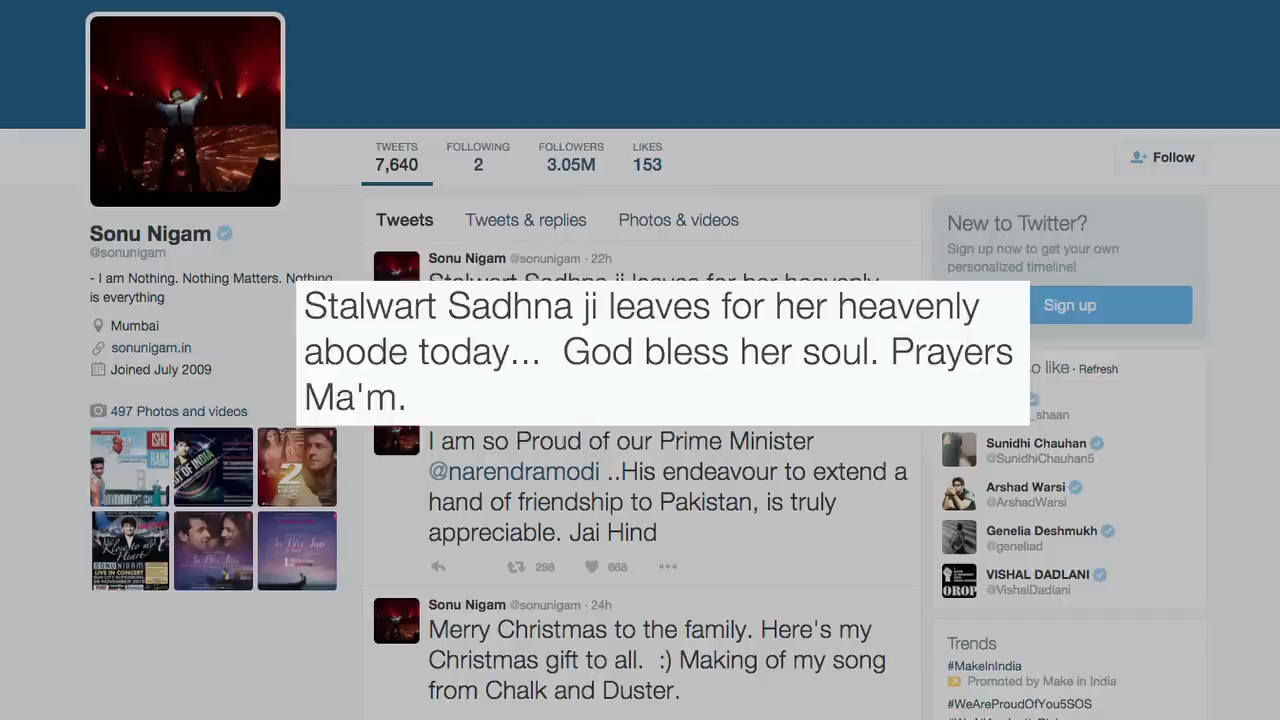 TWEETS
7,640
FOLLOWING
2
FOLLOWERS
3.05M
LIKES
153
Follow
Sonu Nigam
@sonunigam
- I am Nothing. Nothing Matters. Nothing
is everything
Mumbai
sonunigam.in
Joined July 2009
497 Photos and videos
Tweets
Tweets & replies
Photos & videos
Sonu Nigam @sonunigam · 22h
Stalwart Sadhna ji leaves for her heavenly
Stalwart Sadhna ji leaves for her heavenly
abode today... God bless her soul. Prayers
Ma'm.
I am so Proud of our Prime Minister
@narendramodi ..His endeavour to extend a
hand of friendship to Pakistan, is truly
appreciable. Jai Hind
298
688
Sonu Nigam @sonunigam · 24h
Merry Christmas to the family. Here's my
Christmas gift to all. :) Making of my song
from Chalk and Duster.
New to Twitter?
Sign up now to get your own
personalized timeline!
Sign up
like · Refresh
_shaan
Sunidhi Chauhan
@SunidhiChauhan5
Arshad Warsi
@ArshadWarsi
Genelia Deshmukh
@geneliad
VISHAL DADLANI
@VishalDadlani
OROP
Trends
#MakeInIndia
Promoted by Make in India
#WeAreProudOfYou5SOS